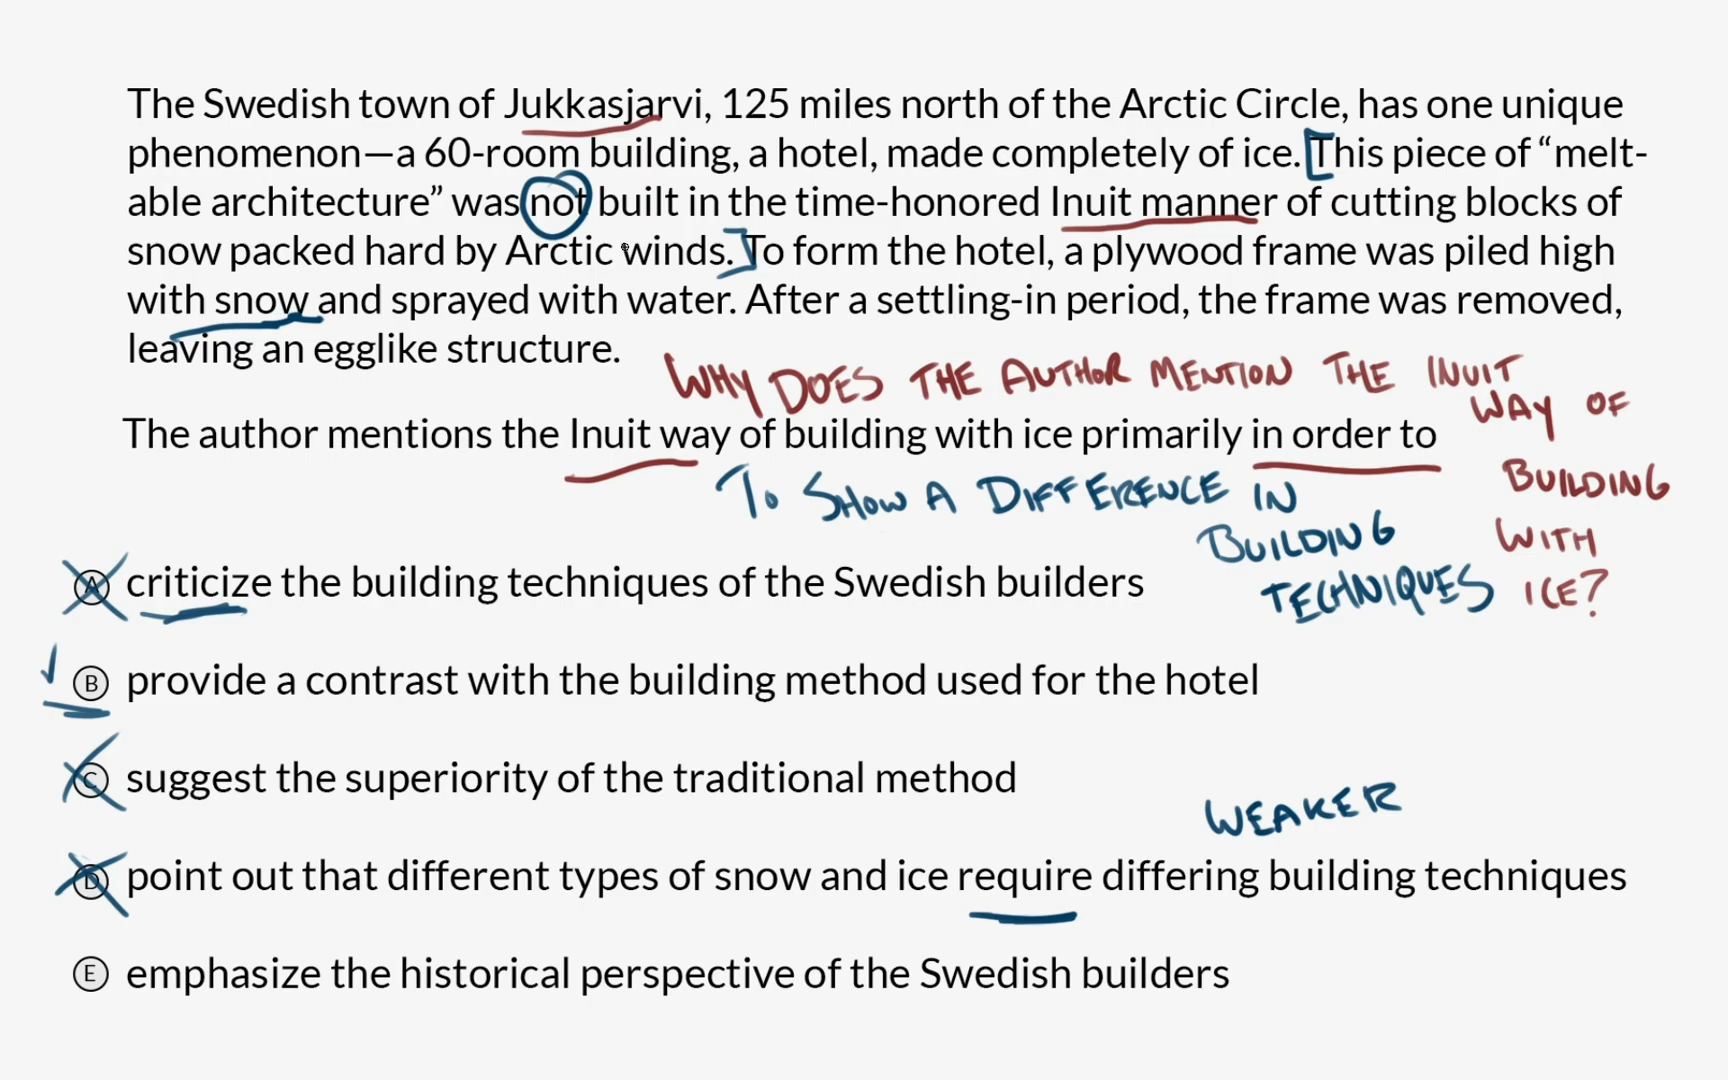 The Swedish town of Jukkasjarvi, 125 miles north of the Arctic Circle, has one unique
phenomenon—a 60-room building, a hotel, made completely of ice. [This piece of “melt-
able architecture” was not built in the time-honored Inuit manner of cutting blocks of
snow packed hard by Arctic winds.] To form the hotel, a plywood frame was piled high
with snow and sprayed with water. After a settling-in period, the frame was removed,
leaving an egglike structure.
WHY DOES THE AUTHOR MENTION THE INUIT
WAY OF
BUILDING
WITH
ICE?
The author mentions the Inuit way of building with ice primarily in order to
TO SHOW A DIFFERENCE IN
BUILDING
TECHNIQUES
A criticize the building techniques of the Swedish builders
B provide a contrast with the building method used for the hotel
C suggest the superiority of the traditional method
WEAKER
D point out that different types of snow and ice require differing building techniques
E emphasize the historical perspective of the Swedish builders